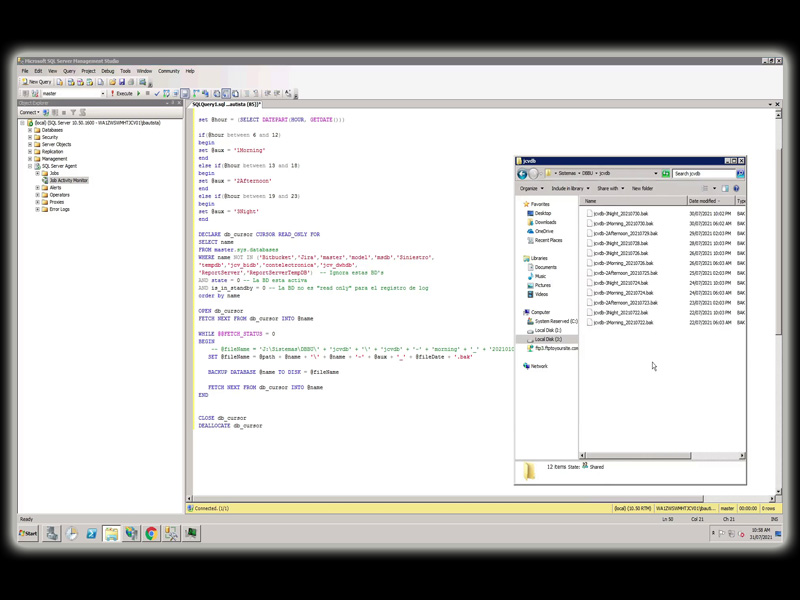 Microsoft SQL Server Management Studio
File Edit View Query Project Debug Tools Window Community Help
New Query
master
Execute
Object Explorer
Connect
(local) (SQL Server 10.50.1600 - WA1ZWSWMHTJCV01\jbautista)
Databases
Security
Server Objects
Replication
Management
SQL Server Agent
Jobs
Job Activity Monitor
Alerts
Operators
Proxies
Error Logs
SQLQuery1.sql ...autista (85))*
set @hour = (SELECT DATEPART(HOUR, GETDATE()))
if(@hour between 6 and 12)
begin
set @aux = '1Morning'
end
else if(@hour between 13 and 18)
begin
set @aux = '2Afternoon'
end
else if(@hour between 19 and 23)
begin
set @aux = '3Night'
end
DECLARE db_cursor CURSOR READ_ONLY FOR
SELECT name
FROM master.sys.databases
WHERE name NOT IN ('Bitbucket','Jira','master','model','msdb','Siniestro',
'tempdb','jcv_bidb','contelectronica','jcv_dwhdb',
'ReportServer','ReportServerTempDB') -- Ignora estas BD's
AND state = 0 -- La BD esta activa
AND is_in_standby = 0 -- La BD no es "read only" para el registro de log
order by name
OPEN db_cursor
FETCH NEXT FROM db_cursor INTO @name
WHILE @@FETCH_STATUS = 0
BEGIN
-- @fileName = 'J:\Sistemas\DBBU\' + 'jcvdb' + '\' + 'jcvdb' + '-' + 'morning' + '_' + '2021010
SET @fileName = @path + @name + '\' + @name + '-' + @aux + '_' + @fileDate + '.bak'
BACKUP DATABASE @name TO DISK = @fileName
FETCH NEXT FROM db_cursor INTO @name
END
CLOSE db_cursor
DEALLOCATE db_cursor
jcvdb
Sistemas DBBU jcvdb
Search jcvdb
Organize Include in library Share with New folder
Favorites
Desktop
Downloads
OneDrive
Recent Places
Libraries
Documents
Music
Pictures
Videos
Computer
System Reserved (C:)
Local Disk (I:)
Local Disk (J:)
ftp3.ftptoyoursite.com
Network
Name Date modified Typ
jcvdb-3Night_20210730.bak 30/07/2021 10:02 PM BAK
jcvdb-1Morning_20210730.bak 30/07/2021 06:03 AM BAK
jcvdb-2Afternoon_20210729.bak 29/07/2021 02:03 PM BAK
jcvdb-3Night_20210728.bak 28/07/2021 10:03 PM BAK
jcvdb-3Night_20210726.bak 26/07/2021 10:03 PM BAK
jcvdb-1Morning_20210726.bak 26/07/2021 06:03 AM BAK
jcvdb-2Afternoon_20210725.bak 25/07/2021 02:03 PM BAK
jcvdb-3Night_20210724.bak 24/07/2021 10:03 PM BAK
jcvdb-1Morning_20210724.bak 24/07/2021 06:03 AM BAK
jcvdb-2Afternoon_20210723.bak 23/07/2021 02:03 PM BAK
jcvdb-3Night_20210722.bak 22/07/2021 10:03 PM BAK
jcvdb-1Morning_20210722.bak 22/07/2021 06:03 AM BAK
12 items State: Shared
Connected. (1/1)
(local) (10.50 RTM) WA1ZWSWMHTJCV01\jbauti... master 00:00:00 0 rows
Ready
Ln 50 Col 21 Ch 21 INS
Start
10:58 AM
31/07/2021